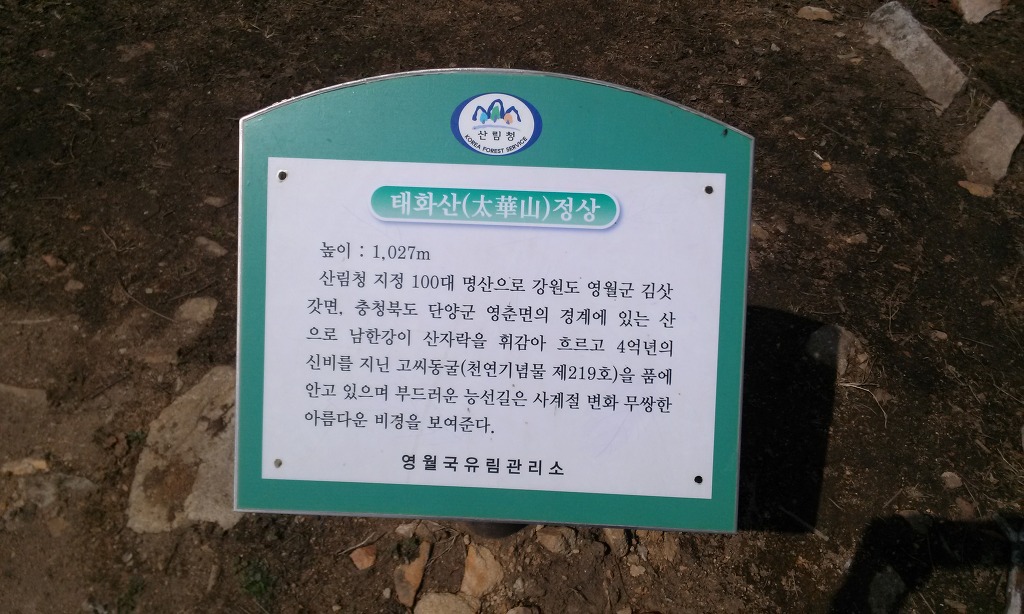 산림청
KOREA FOREST SERVICE
태화산(太華山)정상
높이 : 1,027m
산림청 지정 100대 명산으로 강원도 영월군 김삿
갓면, 충청북도 단양군 영춘면의 경계에 있는 산
으로 남한강이 산자락을 휘감아 흐르고 4억년의
신비를 지닌 고씨동굴(천연기념물 제219호)을 품에
안고 있으며 부드러운 능선길은 사계절 변화 무쌍한
아름다운 비경을 보여준다.
영월국유림관리소